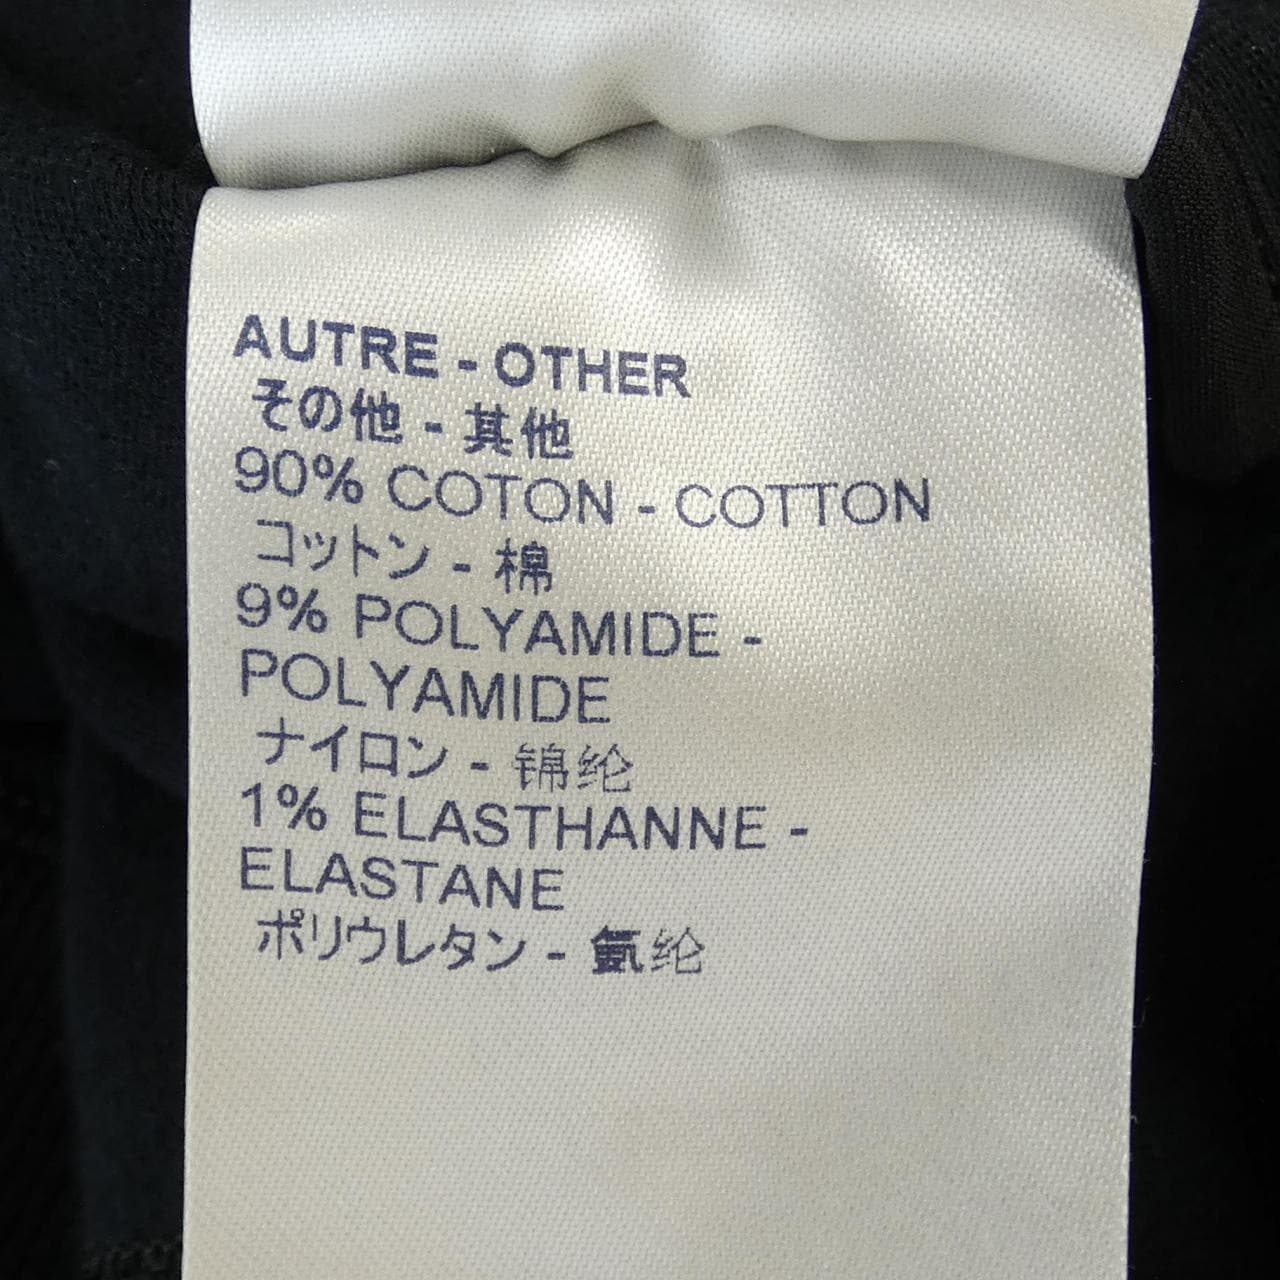 AUTRE - OTHER
その他 - 其他
90% COTON - COTTON
コットン - 棉
9% POLYAMIDE -
POLYAMIDE
ナイロン - 锦纶
1% ELASTHANNE -
ELASTANE
ポリウレタン - 氨纶